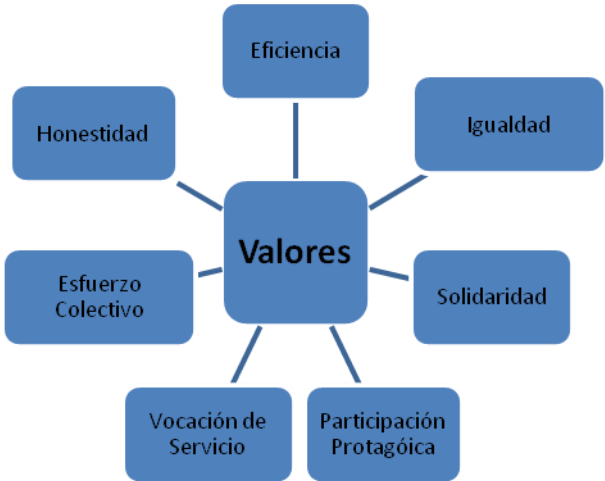 Eficiencia
Honestidad
Igualdad
Valores
Esfuerzo
Colectivo
Solidaridad
Vocación de
Servicio
Participación
Protagóica